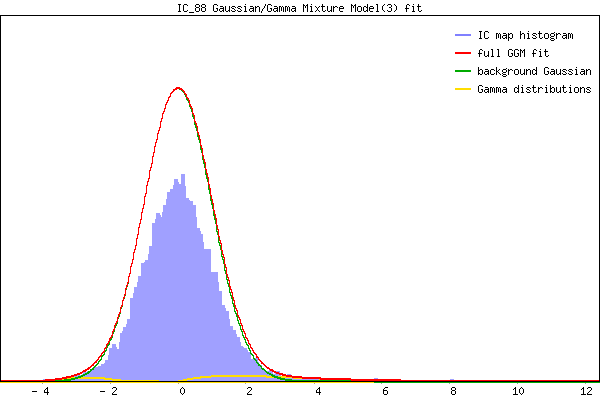 IC_88 Gaussian/Gamma Mixture Model(3) fit
IC map histogram
full GGM fit
background Gaussian
Gamma distributions
-4 -2 0 2 4 6 8 10 12